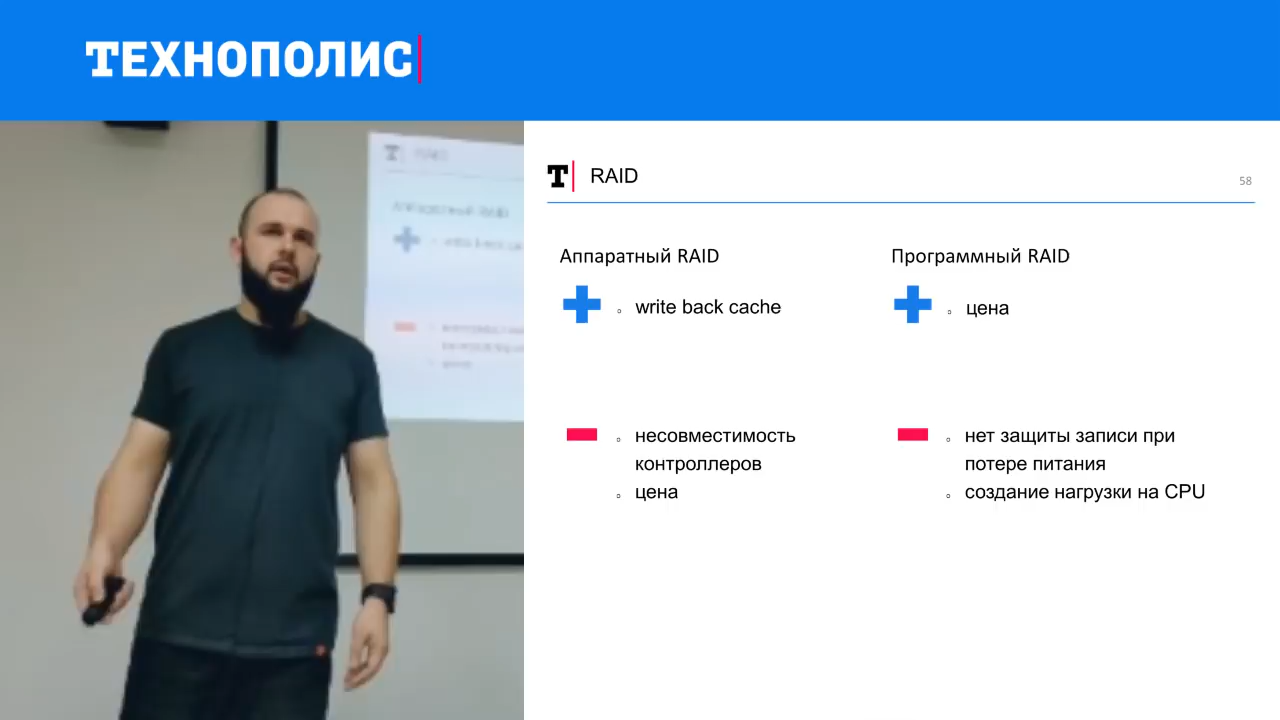 ТЕХНОПОЛИС
T RAID
58
Аппаратный RAID
write back cache
несовместимость
контроллеров
цена
Программный RAID
цена
нет защиты записи при
потере питания
создание нагрузки на CPU